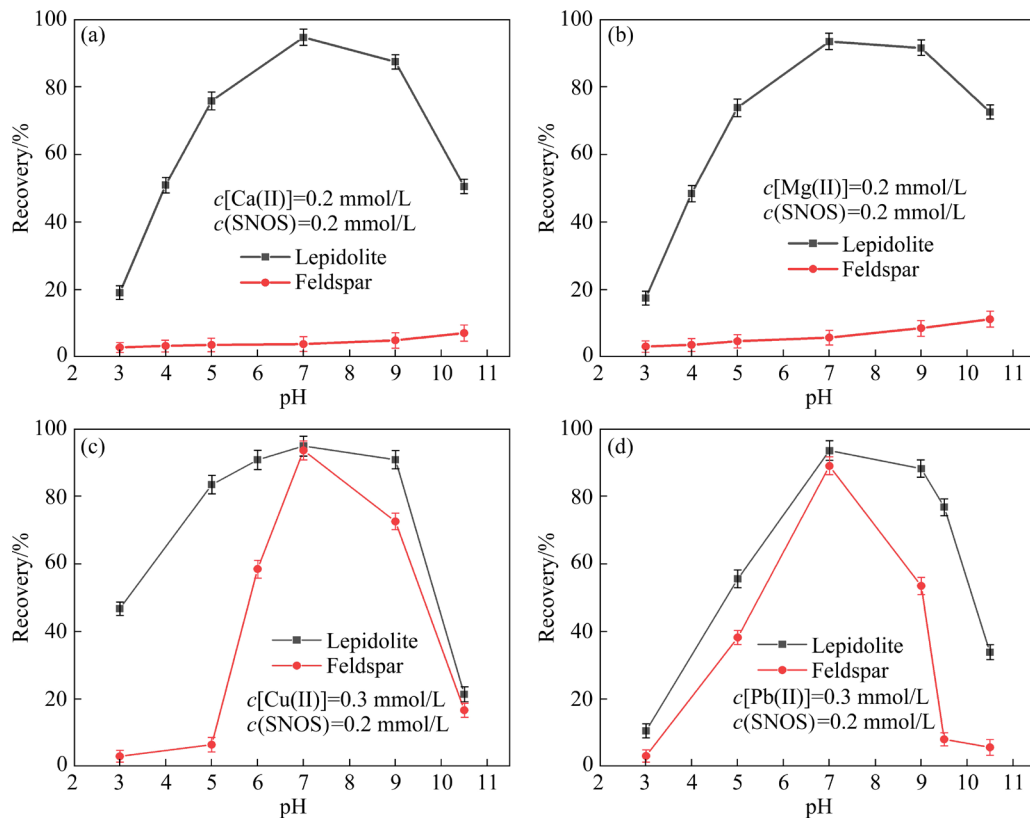 (a)
100
80
60
40
20
0
Recovery/%
c[Ca(II)]=0.2 mmol/L
c(SNOS)=0.2 mmol/L
Lepidolite
Feldspar
2 3 4 5 6 7 8 9 10 11
pH
(b)
100
80
60
40
20
0
Recovery/%
c[Mg(II)]=0.2 mmol/L
c(SNOS)=0.2 mmol/L
Lepidolite
Feldspar
2 3 4 5 6 7 8 9 10 11
pH
(c)
100
80
60
40
20
0
Recovery/%
Lepidolite
Feldspar
c[Cu(II)]=0.3 mmol/L
c(SNOS)=0.2 mmol/L
2 3 4 5 6 7 8 9 10 11
pH
(d)
100
80
60
40
20
0
Recovery/%
Lepidolite
Feldspar
c[Pb(II)]=0.3 mmol/L
c(SNOS)=0.2 mmol/L
2 3 4 5 6 7 8 9 10 11
pH